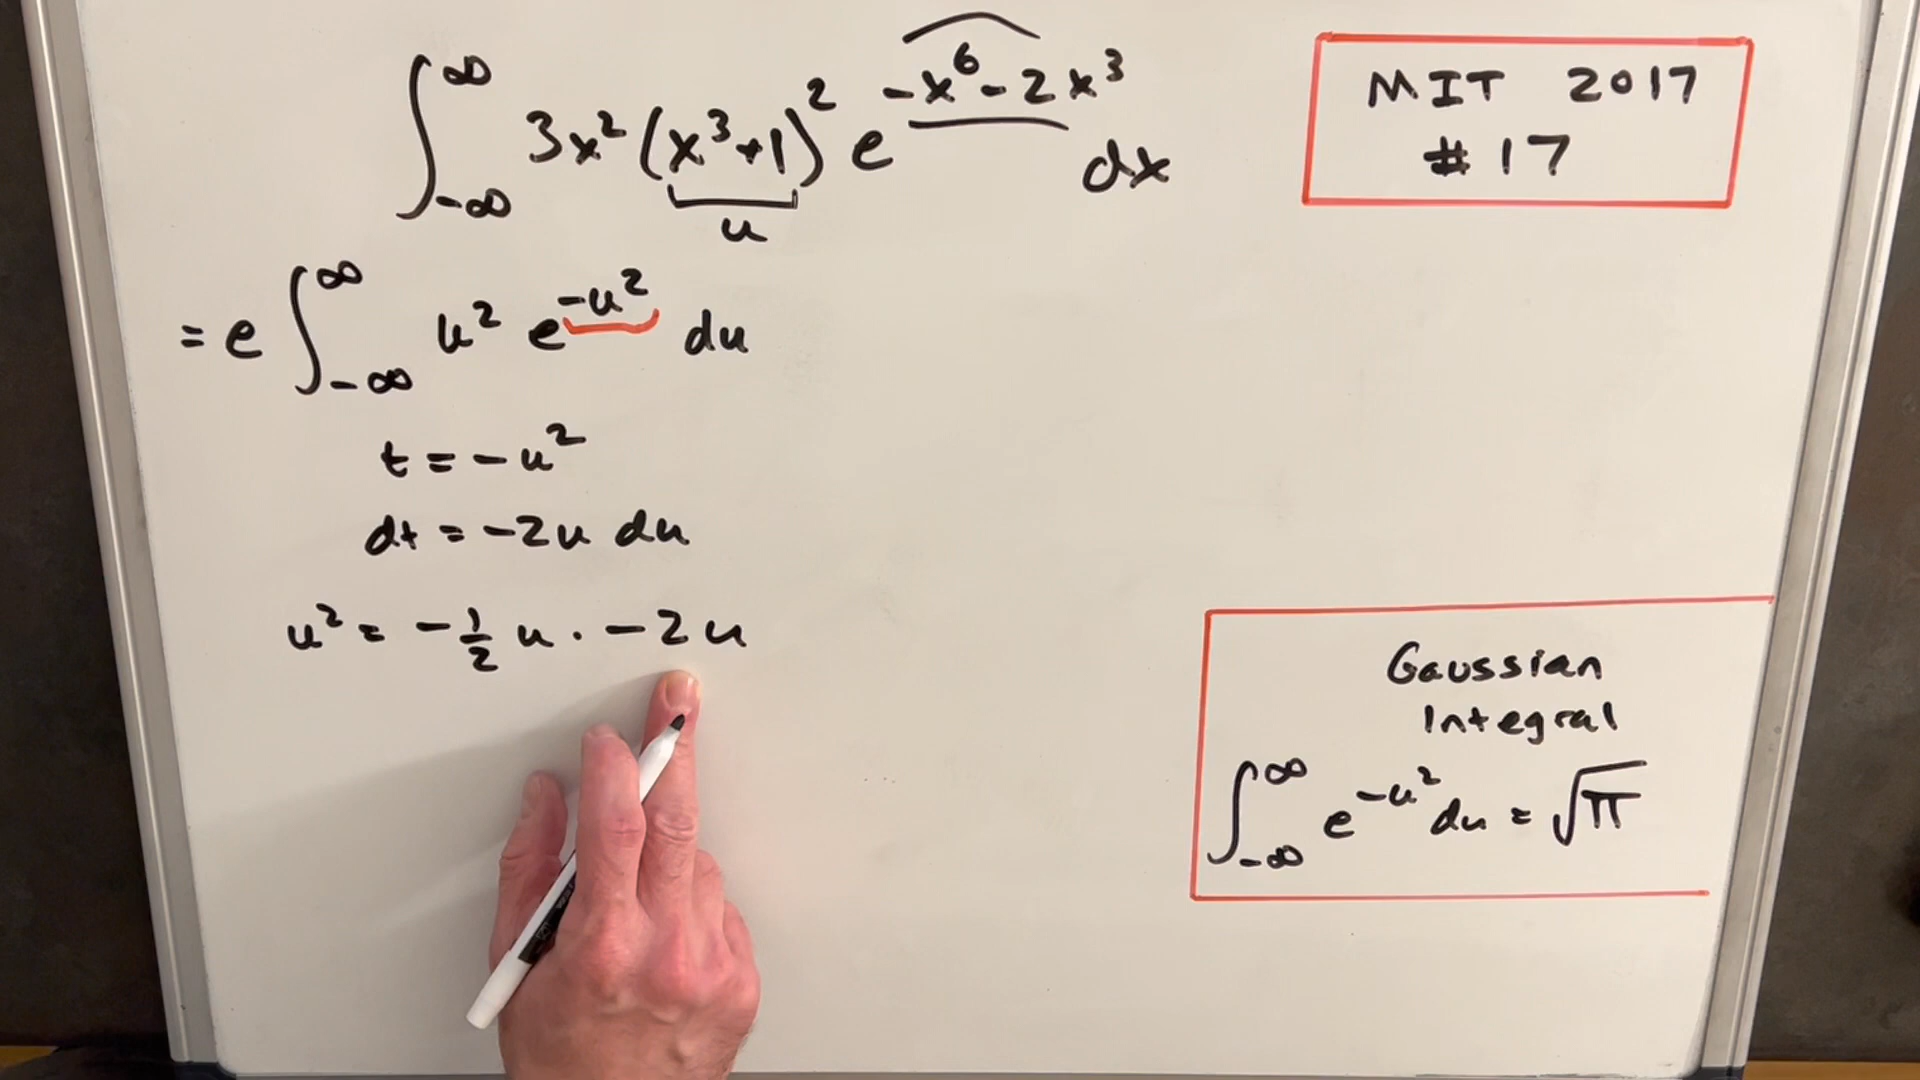 ∫_{-∞}^{∞} 3x²(x³+1)² e^{-x⁶-2x³} dx
u
MIT 2017
#17
= e ∫_{-∞}^{∞} u² e^{-u²} du
t = -u²
dt = -2u du
u² = -½ u · -2u
Gaussian
Integral
∫_{-∞}^{∞} e^{-u²} du = √π